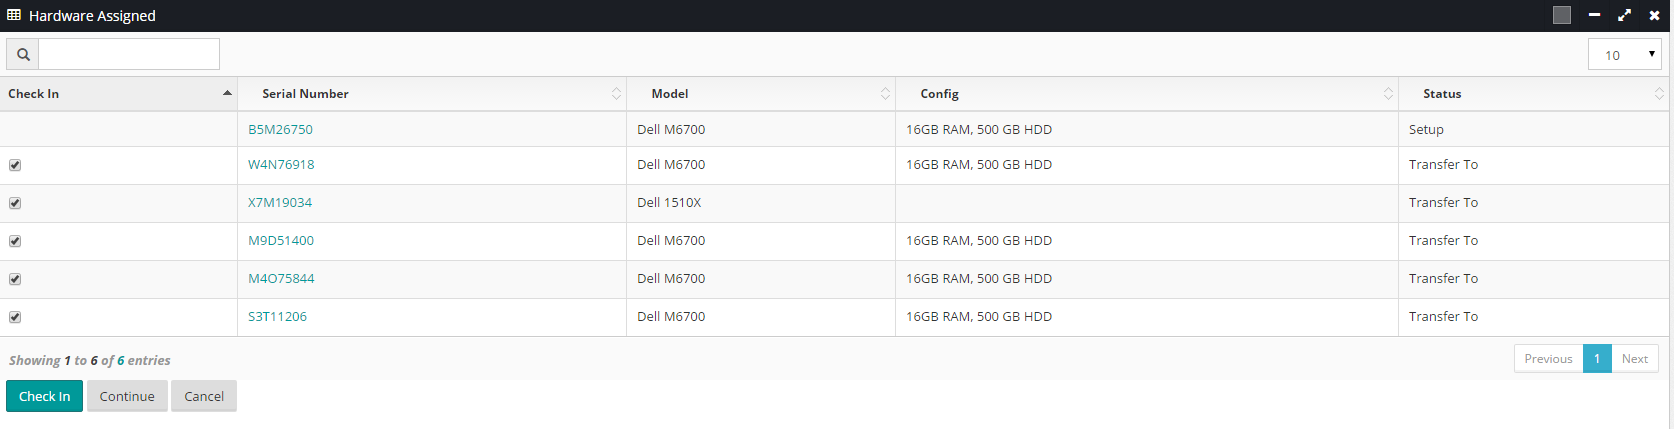 Hardware Assigned
10
Check In Serial Number Model Config Status
B5M26750 Dell M6700 16GB RAM, 500 GB HDD Setup
W4N76918 Dell M6700 16GB RAM, 500 GB HDD Transfer To
X7M19034 Dell 1510X Transfer To
M9D51400 Dell M6700 16GB RAM, 500 GB HDD Transfer To
M4O75844 Dell M6700 16GB RAM, 500 GB HDD Transfer To
S3T11206 Dell M6700 16GB RAM, 500 GB HDD Transfer To
Showing 1 to 6 of 6 entries Previous 1 Next
Check In Continue Cancel